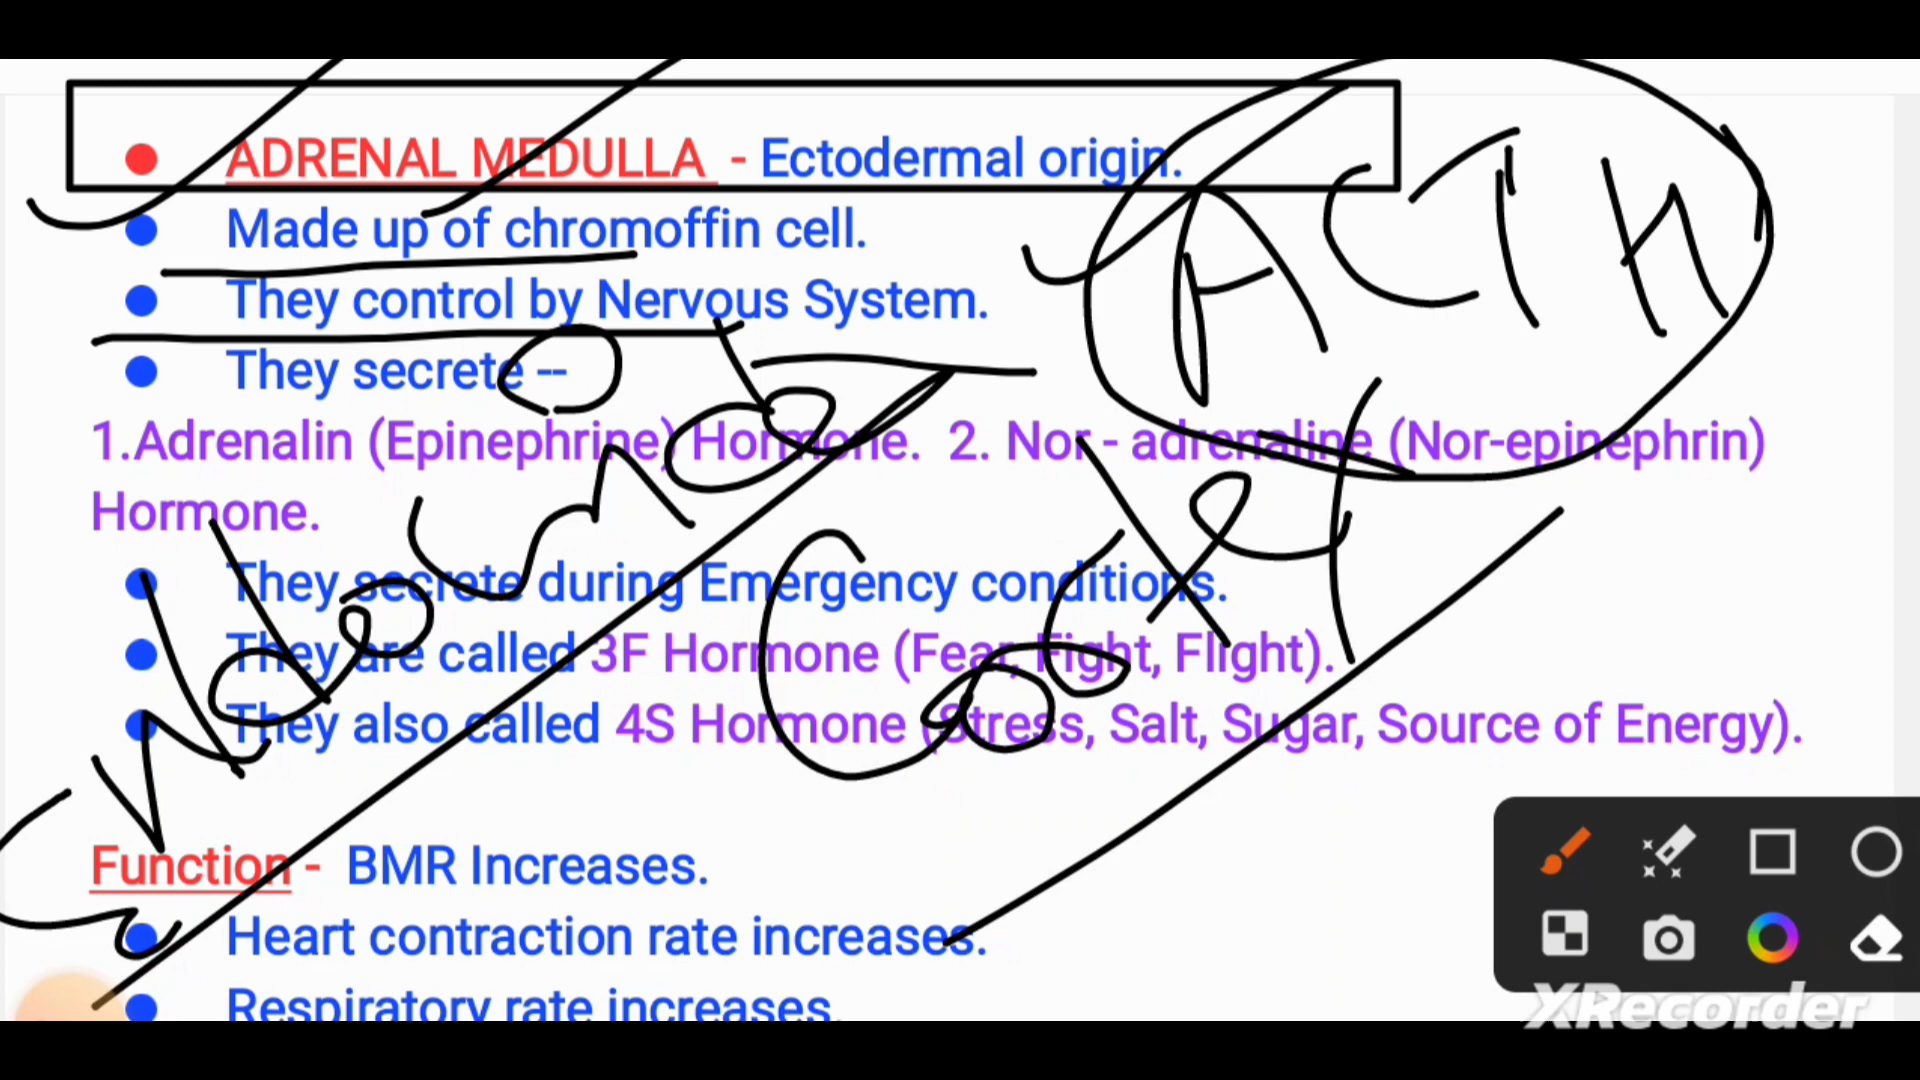 ADRENAL MEDULLA - Ectodermal origin.
Made up of chromoffin cell.
They control by Nervous System.
They secrete --
1.Adrenalin (Epinephrine) Hormone. 2. Nor - adrenaline (Nor-epinephrin)
Hormone.
They secrete during Emergency conditions.
They are called 3F Hormone (Fear, Fight, Flight).
They also called 4S Hormone (Stress, Salt, Sugar, Source of Energy).
Function - BMR Increases.
Heart contraction rate increases.
Respiratory rate increases.
ACTH
XRecorder